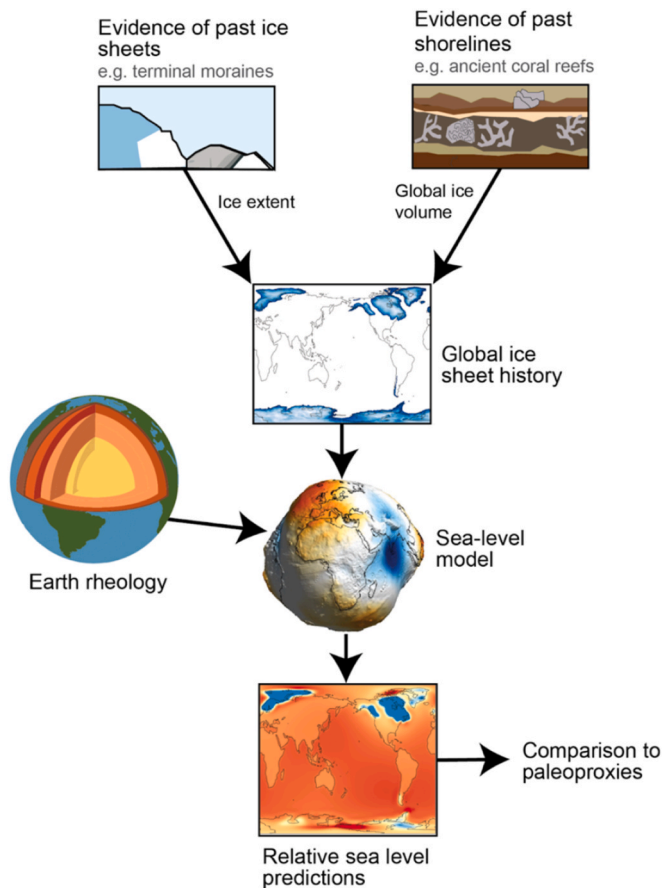 Evidence of past ice
sheets
e.g. terminal moraines
Evidence of past
shorelines
e.g. ancient coral reefs
Ice extent
Global ice
volume
Global ice
sheet history
Earth rheology
Sea-level
model
Comparison to
paleoproxies
Relative sea level
predictions